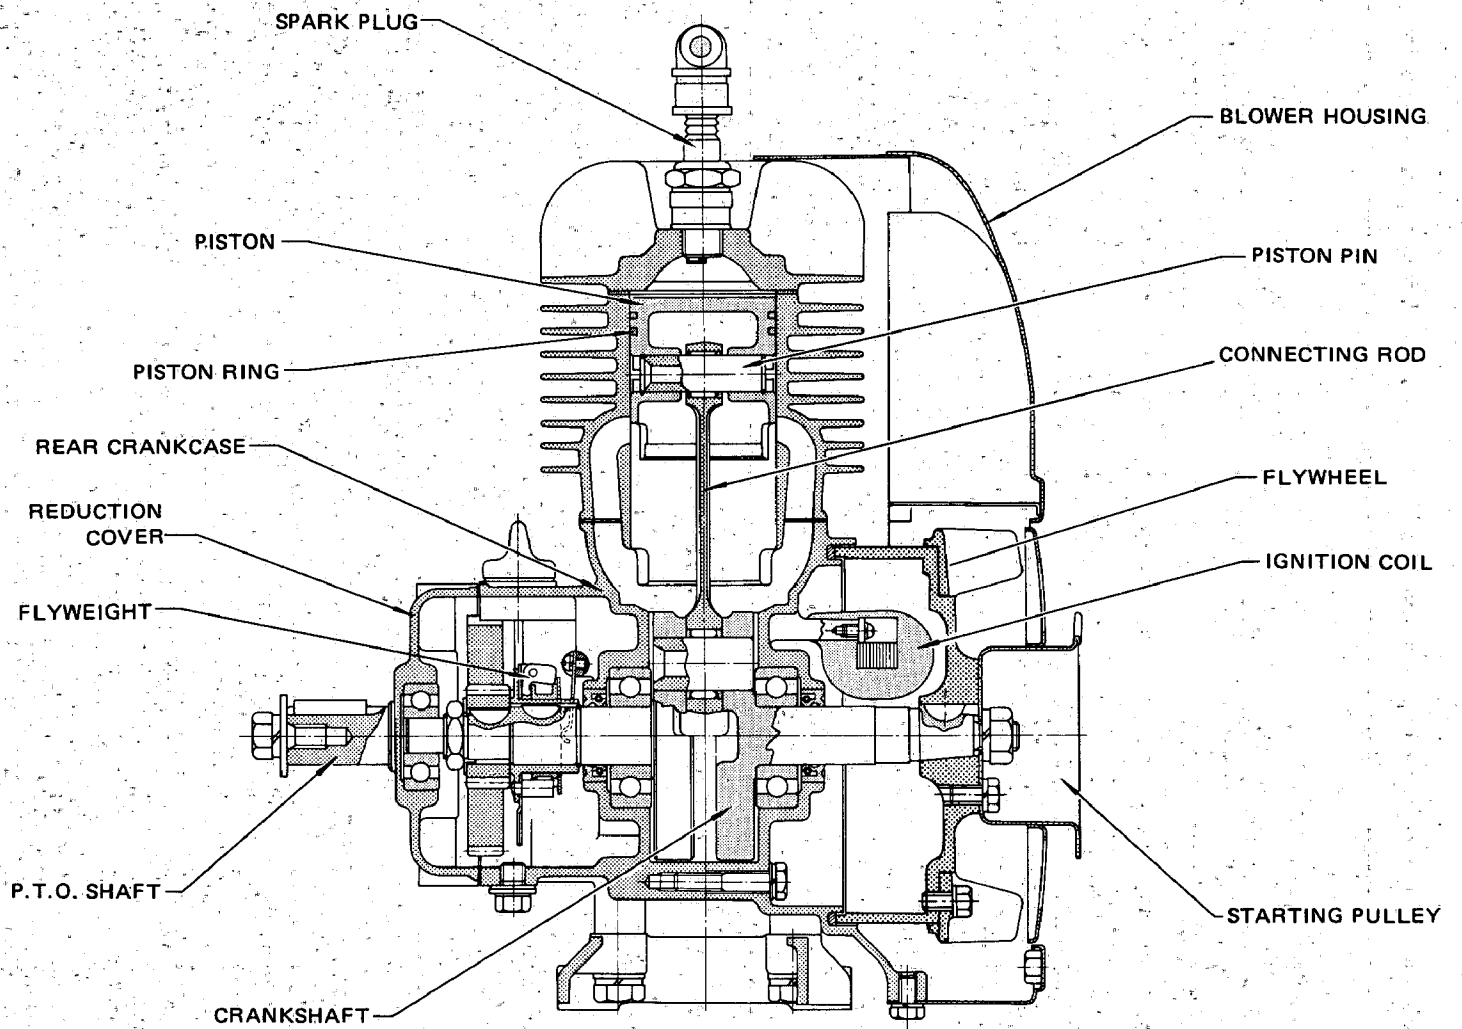 SPARK PLUG
BLOWER HOUSING
PISTON
PISTON PIN
PISTON RING
CONNECTING ROD
REAR CRANKCASE
FLYWHEEL
REDUCTION
COVER
IGNITION COIL
FLYWEIGHT
P.T.O. SHAFT
STARTING PULLEY
CRANKSHAFT